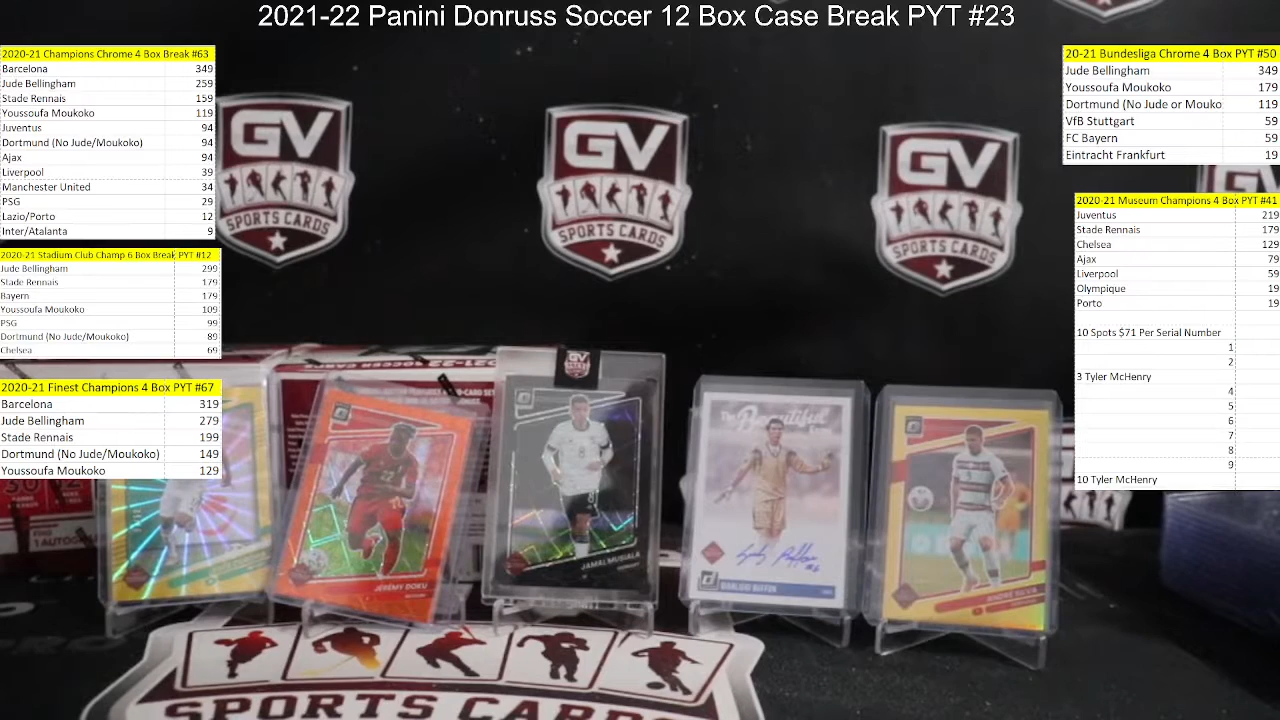 2021-22 Panini Donruss Soccer 12 Box Case Break PYT #23
2020-21 Champions Chrome 4 Box Break #63
Barcelona 349
Jude Bellingham 259
Stade Rennais 159
Youssoufa Moukoko 119
Juventus 94
Dortmund (No Jude/Moukoko) 94
Ajax 94
Liverpool 39
Manchester United 34
PSG 29
Lazio/Porto 12
Inter/Atalanta 9
2020-21 Stadium Club Champ 6 Box Break PYT #12
Jude Bellingham 299
Stade Rennais 179
Bayern 179
Youssoufa Moukoko 109
PSG 99
Dortmund (No Jude/Moukoko) 89
Chelsea 69
2020-21 Finest Champions 4 Box PYT #67
Barcelona 319
Jude Bellingham 279
Stade Rennais 199
Dortmund (No Jude/Moukoko) 149
Youssoufa Moukoko 129
20-21 Bundesliga Chrome 4 Box PYT #50
Jude Bellingham 349
Youssoufa Moukoko 179
Dortmund (No Jude or Mouko 119
VfB Stuttgart 59
FC Bayern 59
Eintracht Frankfurt 19
2020-21 Museum Champions 4 Box PYT #41
Juventus 219
Stade Rennais 179
Chelsea 129
Ajax 79
Liverpool 59
Olympique 19
Porto 19
10 Spots $71 Per Serial Number
1
2
3 Tyler McHenry
4
5
6
7
8
9
10 Tyler McHenry
GV
SPORTS CARDS
GV
SPORTS CARDS
GV
SPORTS CARDS
GV
JEREMY DOKU
JAMAL MUSIALA
GERMANY
The Beautiful
GIANLUIGI BUFFON
ANDRÉ SILVA
SPORTS CARDS